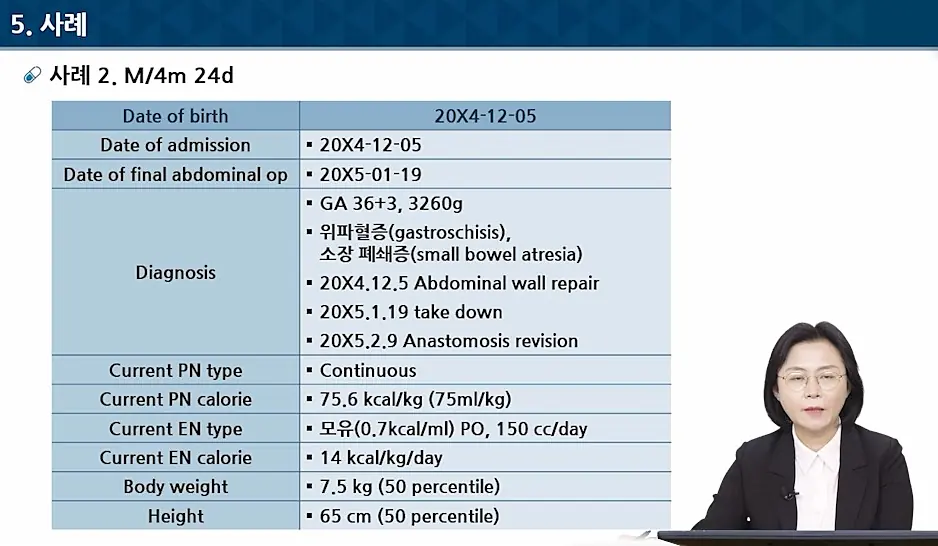 5. 사례
사례 2. M/4m 24d
Date of birth 20X4-12-05
Date of admission ▪ 20X4-12-05
Date of final abdominal op ▪ 20X5-01-19
Diagnosis
▪ GA 36+3, 3260g
▪ 위파혈증(gastroschisis),
소장 폐쇄증(small bowel atresia)
▪ 20X4.12.5 Abdominal wall repair
▪ 20X5.1.19 take down
▪ 20X5.2.9 Anastomosis revision
Current PN type ▪ Continuous
Current PN calorie ▪ 75.6 kcal/kg (75ml/kg)
Current EN type ▪ 모유(0.7kcal/ml) PO, 150 cc/day
Current EN calorie ▪ 14 kcal/kg/day
Body weight ▪ 7.5 kg (50 percentile)
Height ▪ 65 cm (50 percentile)